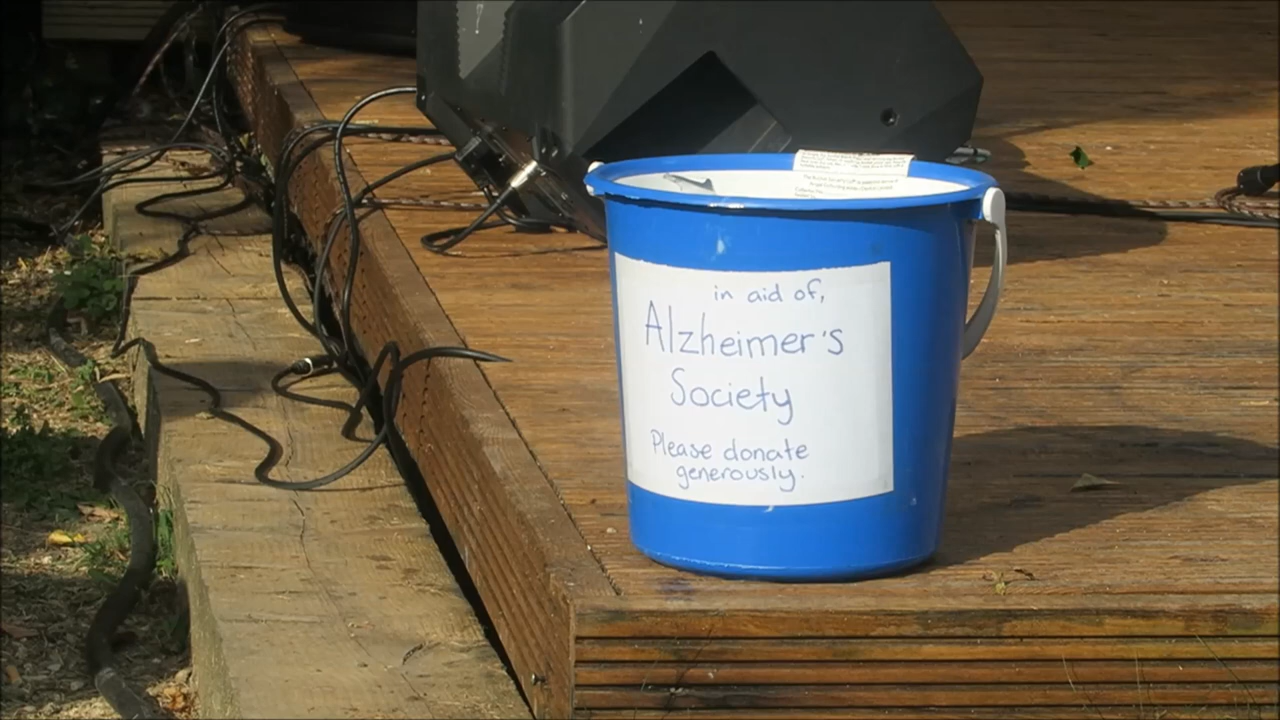 in aid of,
Alzheimer's
Society
Please donate
generously.